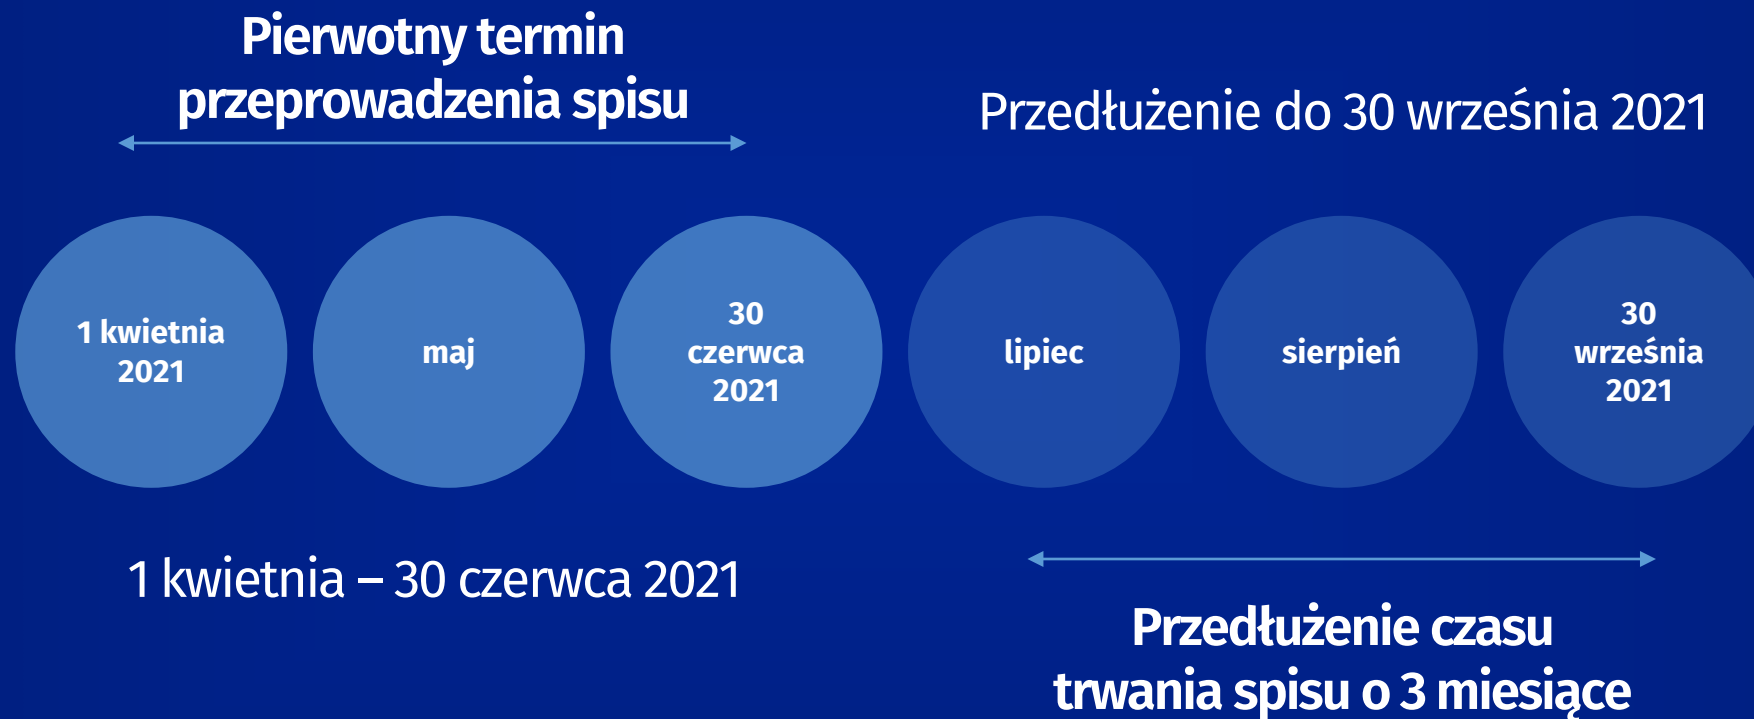 Pierwotny termin
przeprowadzenia spisu
Przedłużenie do 30 września 2021
1 kwietnia
2021
maj
30
czerwca
2021
lipiec
sierpień
30
września
2021
1 kwietnia – 30 czerwca 2021
Przedłużenie czasu
trwania spisu o 3 miesiące